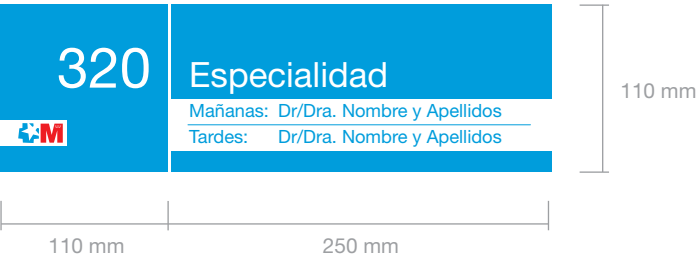 320
Especialidad
Mañanas: Dr/Dra. Nombre y Apellidos
Tardes: Dr/Dra. Nombre y Apellidos
M
110 mm
110 mm
250 mm